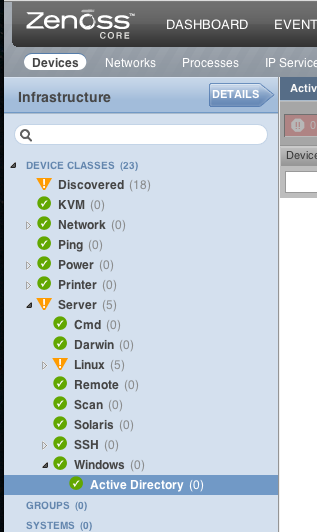 Zenoss™
CORE
DASHBOARD
EVENT
Devices Networks Processes IP Service
Infrastructure
DETAILS
Activ
0
Device
DEVICE CLASSES (23)
Discovered (18)
KVM (0)
Network (0)
Ping (0)
Power (0)
Printer (0)
Server (5)
Cmd (0)
Darwin (0)
Linux (5)
Remote (0)
Scan (0)
Solaris (0)
SSH (0)
Windows (0)
Active Directory (0)
GROUPS (0)
SYSTEMS (0)